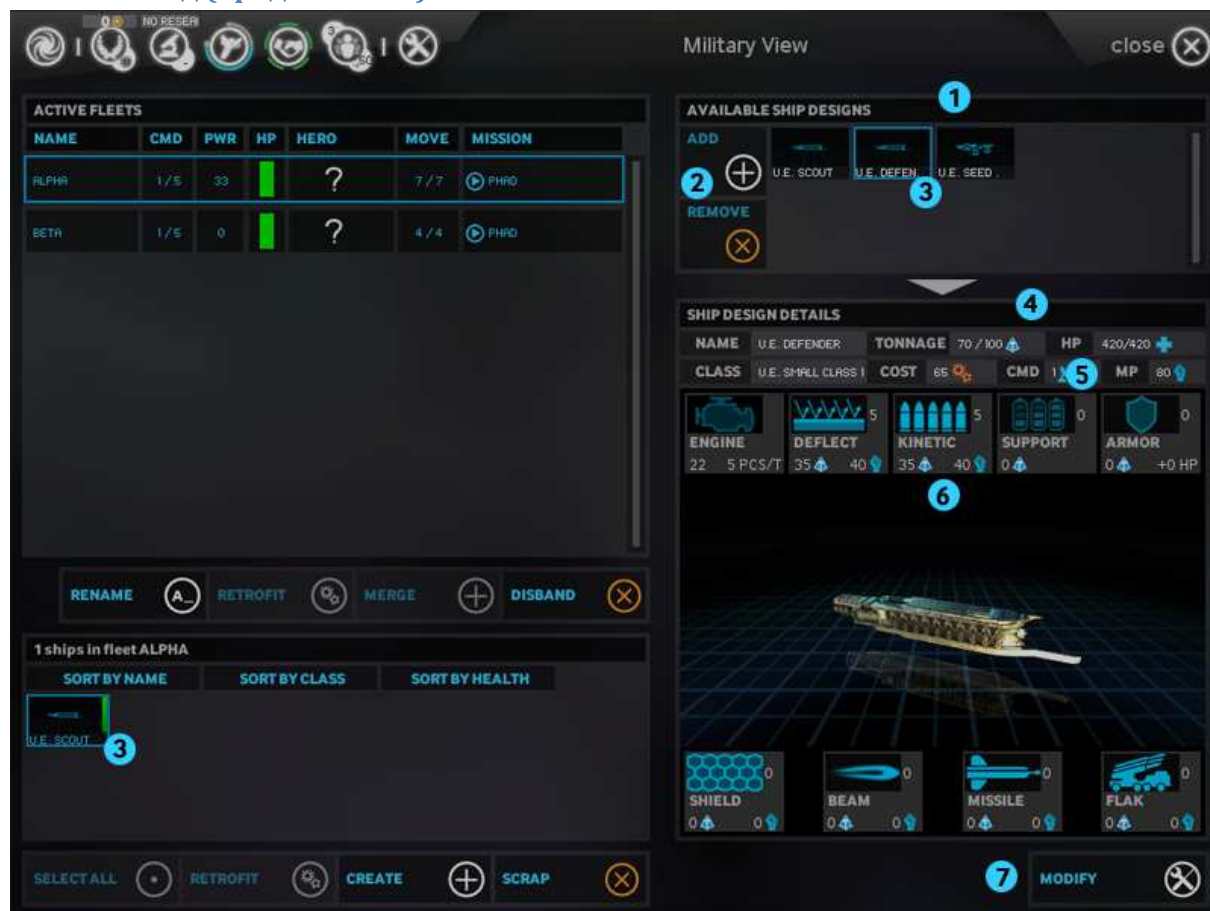 0 NO RESER
Military View close
ACTIVE FLEETS
NAME CMD PWR HP HERO MOVE MISSION
ALPHA 1/5 33 ? 7/7 PHAD
BETA 1/5 0 ? 4/4 PHAD
RENAME A_ RETROFIT MERGE DISBAND
1 ships in fleet ALPHA
SORT BY NAME SORT BY CLASS SORT BY HEALTH
U.E. SCOUT
3
SELECT ALL RETROFIT CREATE SCRAP
1
AVAILABLE SHIP DESIGNS
ADD
2
U.E. SCOUT U.E. DEFEN. U.E. SEED .
3
REMOVE
4
SHIP DESIGN DETAILS
NAME U.E. DEFENDER TONNAGE 70 / 100 HP 420/420
CLASS U.E. SMALL CLASS I COST 65 CMD 1 5 MP 80
ENGINE
22 5 PCS/T
5
DEFLECT
35 40
5
KINETIC
35 40
0
SUPPORT
0
0
ARMOR
0 +0 HP
6
0
SHIELD
0 0
0
BEAM
0 0
0
MISSILE
0 0
0
FLAK
0 0
7 MODIFY